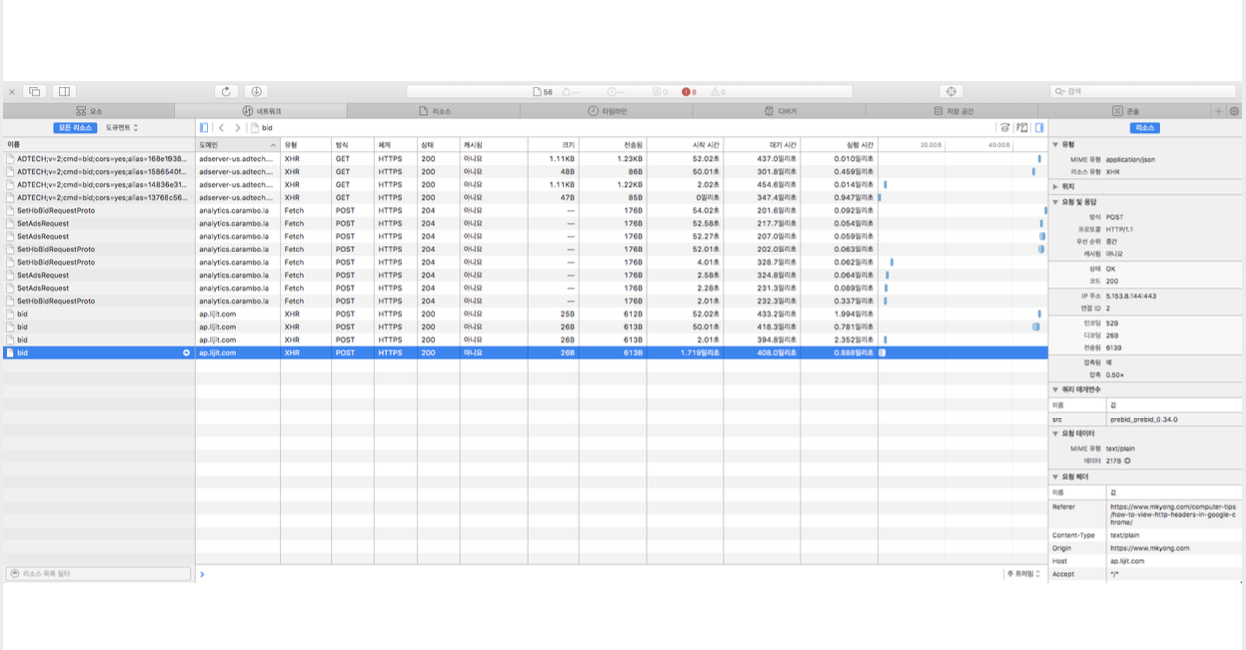 56 — — 0 8 0 검색
요소 네트워크 리소스 타임라인 디버거 저장 공간 콘솔
모든 리소스 도큐멘트 bid 리소스
이름 도메인 유형 방식 체계 상태 캐시됨 크기 전송됨 시작 시간 대기 시간 실행 시간 20.00초 40.00초
ADTECH;v=2;cmd=bid;cors=yes;alias=168e1938... adserver-us.adtech.... XHR GET HTTPS 200 아니요 1.11KB 1.23KB 52.02초 437.0밀리초 0.010밀리초
ADTECH;v=2;cmd=bid;cors=yes;alias=1586540f... adserver-us.adtech.... XHR GET HTTPS 200 아니요 48B 86B 50.01초 301.8밀리초 0.459밀리초
ADTECH;v=2;cmd=bid;cors=yes;alias=14836e31... adserver-us.adtech.... XHR GET HTTPS 200 아니요 1.11KB 1.22KB 2.02초 454.6밀리초 0.014밀리초
ADTECH;v=2;cmd=bid;cors=yes;alias=13768c56... adserver-us.adtech.... XHR GET HTTPS 200 아니요 47B 85B 0밀리초 347.4밀리초 0.947밀리초
SetHbBidRequestProto analytics.carambo.la Fetch POST HTTPS 204 아니요 — 176B 54.02초 201.6밀리초 0.092밀리초
SetAdsRequest analytics.carambo.la Fetch POST HTTPS 204 아니요 — 176B 52.58초 217.7밀리초 0.054밀리초
SetAdsRequest analytics.carambo.la Fetch POST HTTPS 204 아니요 — 176B 52.27초 207.0밀리초 0.059밀리초
SetHbBidRequestProto analytics.carambo.la Fetch POST HTTPS 204 아니요 — 176B 52.01초 202.0밀리초 0.063밀리초
SetHbBidRequestProto analytics.carambo.la Fetch POST HTTPS 204 아니요 — 176B 4.01초 328.7밀리초 0.062밀리초
SetAdsRequest analytics.carambo.la Fetch POST HTTPS 204 아니요 — 176B 2.58초 324.8밀리초 0.064밀리초
SetAdsRequest analytics.carambo.la Fetch POST HTTPS 204 아니요 — 176B 2.28초 231.3밀리초 0.089밀리초
SetHbBidRequestProto analytics.carambo.la Fetch POST HTTPS 204 아니요 — 176B 2.01초 232.3밀리초 0.337밀리초
bid ap.lijit.com XHR POST HTTPS 200 아니요 25B 612B 52.02초 433.2밀리초 1.994밀리초
bid ap.lijit.com XHR POST HTTPS 200 아니요 26B 613B 50.01초 418.3밀리초 0.781밀리초
bid ap.lijit.com XHR POST HTTPS 200 아니요 26B 613B 2.01초 394.8밀리초 2.352밀리초
bid ap.lijit.com XHR POST HTTPS 200 아니요 26B 613B 1.719밀리초 408.0밀리초 0.888밀리초
리소스 목록 필터
주 프레임
유형
MIME 유형 application/json
리소스 유형 XHR
위치
요청 및 응답
방식 POST
프로토콜 HTTP/1.1
우선 순위 중간
캐시됨 아니요
상태 OK
코드 200
IP 주소 5.153.8.144:443
연결 ID 2
인코딩 52B
디코딩 26B
전송됨 613B
압축됨 예
압축 0.50×
쿼리 매개변수
이름 값
src prebid_prebid_0.34.0
요청 데이터
MIME 유형 text/plain
데이터 217B
요청 헤더
이름 값
Referer https://www.mkyong.com/computer-tips
/how-to-view-http-headers-in-google-c
hrome/
Content-Type text/plain
Origin https://www.mkyong.com
Host ap.lijit.com
Accept */*